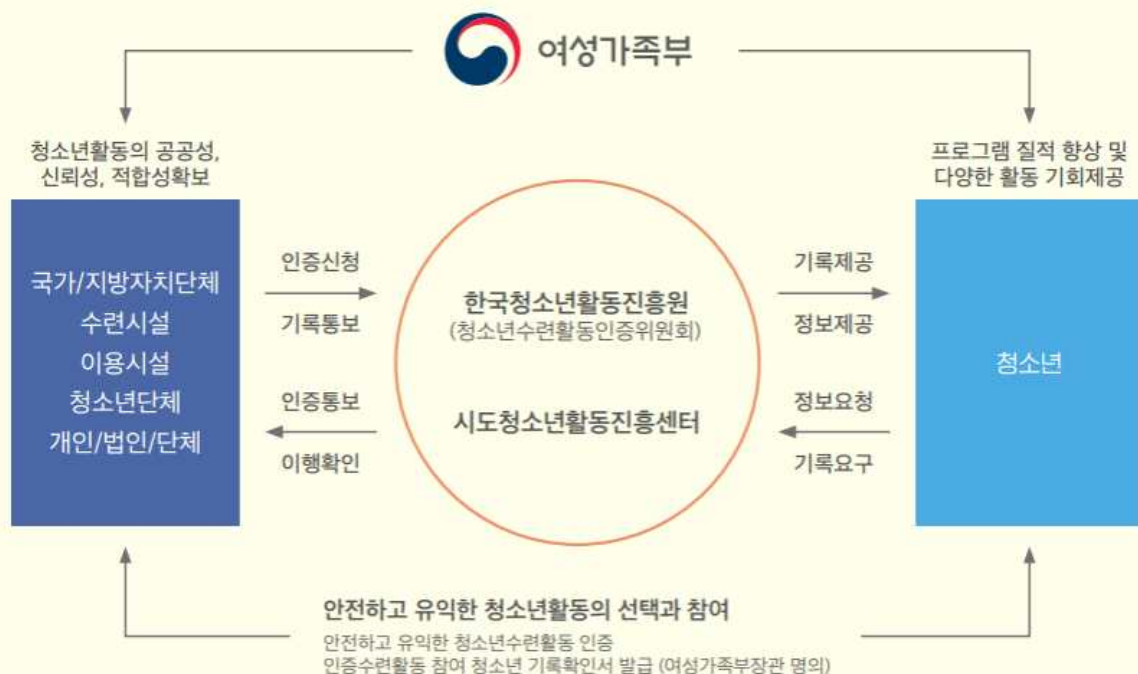 여성가족부
청소년활동의 공공성,
신뢰성, 적합성확보
프로그램 질적 향상 및
다양한 활동 기회제공
국가/지방자치단체
수련시설
이용시설
청소년단체
개인/법인/단체
인증신청
기록통보
인증통보
이행확인
한국청소년활동진흥원
(청소년수련활동인증위원회)
시도청소년활동진흥센터
기록제공
정보제공
정보요청
기록요구
청소년
안전하고 유익한 청소년활동의 선택과 참여
안전하고 유익한 청소년수련활동 인증
인증수련활동 참여 청소년 기록확인서 발급 (여성가족부장관 명의)